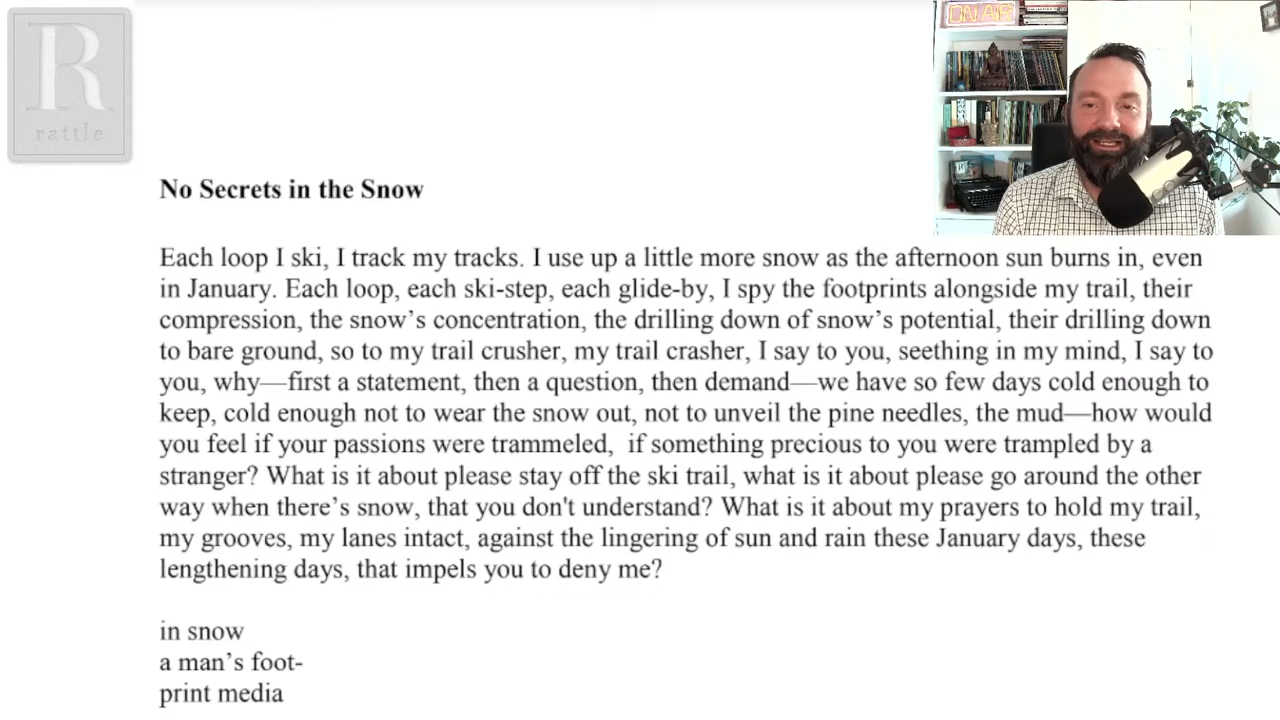 R
rattle
ON AIR
No Secrets in the Snow
Each loop I ski, I track my tracks. I use up a little more snow as the afternoon sun burns in, even
in January. Each loop, each ski-step, each glide-by, I spy the footprints alongside my trail, their
compression, the snow’s concentration, the drilling down of snow’s potential, their drilling down
to bare ground, so to my trail crusher, my trail crasher, I say to you, seething in my mind, I say to
you, why—first a statement, then a question, then demand—we have so few days cold enough to
keep, cold enough not to wear the snow out, not to unveil the pine needles, the mud—how would
you feel if your passions were trammeled,  if something precious to you were trampled by a
stranger? What is it about please stay off the ski trail, what is it about please go around the other
way when there’s snow, that you don't understand? What is it about my prayers to hold my trail,
my grooves, my lanes intact, against the lingering of sun and rain these January days, these
lengthening days, that impels you to deny me?
in snow
a man’s foot-
print media